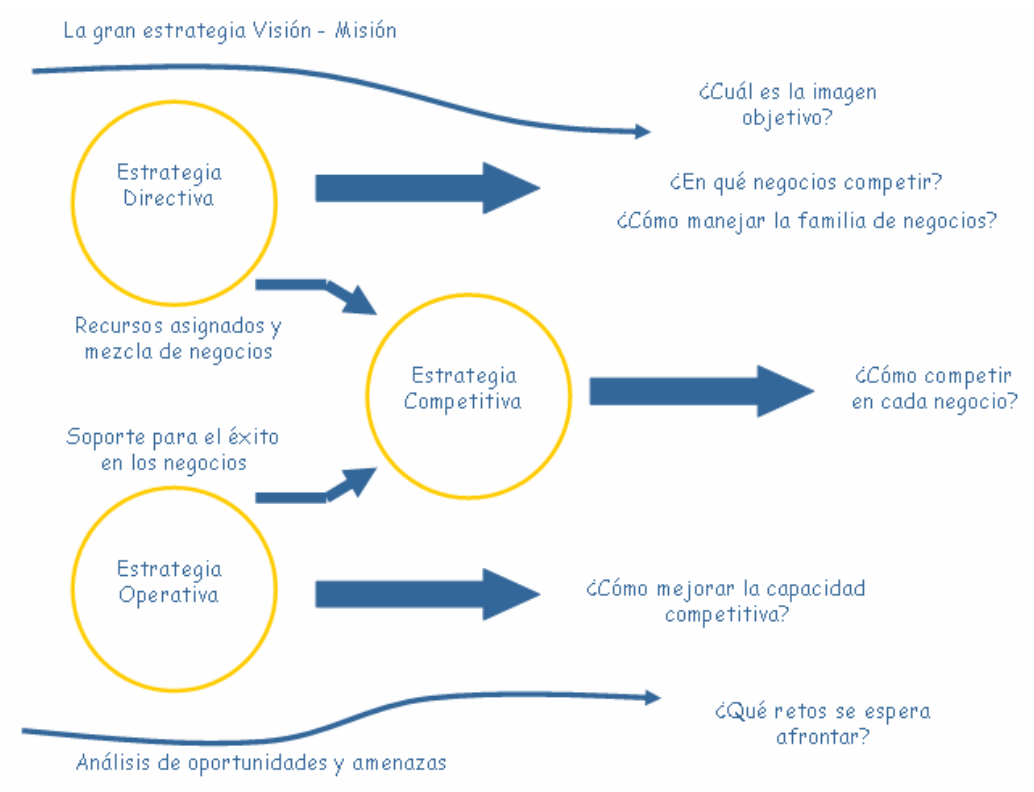 La gran estrategia Visión - Misión
¿Cuál es la imagen
objetivo?
Estrategia
Directiva
¿En qué negocios competir?
¿Cómo manejar la familia de negocios?
Recursos asignados y
mezcla de negocios
Estrategia
Competitiva
¿Cómo competir
en cada negocio?
Soporte para el éxito
en los negocios
Estrategia
Operativa
¿Cómo mejorar la capacidad
competitiva?
¿Qué retos se espera
afrontar?
Análisis de oportunidades y amenazas